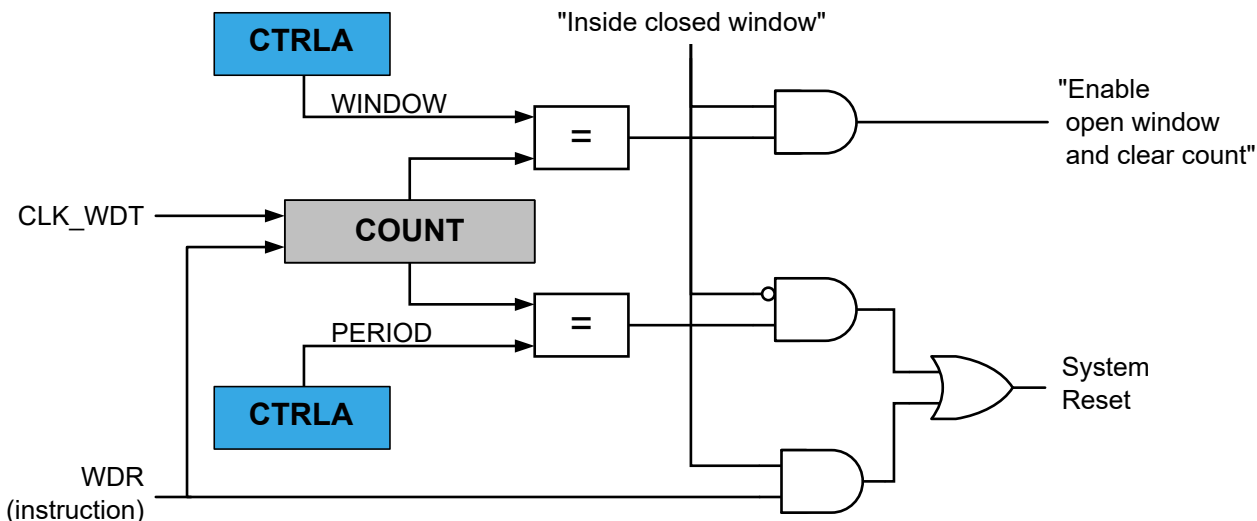 "Inside closed window"
CTRLA
WINDOW
=
"Enable
open window
and clear count"
CLK_WDT
COUNT
PERIOD
=
CTRLA
System
Reset
WDR
(instruction)